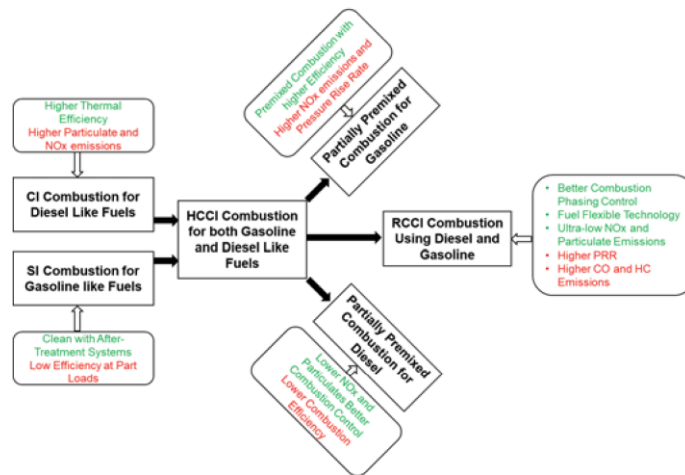 Higher Thermal
Efficiency
Higher Particulate and
NOx emissions
CI Combustion for
Diesel Like Fuels
SI Combustion for
Gasoline like Fuels
Clean with After-
Treatment Systems
Low Efficiency at Part
Loads
HCCI Combustion
for both Gasoline
and Diesel Like
Fuels
Premixed Combustion with
higher Efficiency
Higher NOx emissions and
Pressure Rise Rate
Partially Premixed
Combustion for
Gasoline
RCCI Combustion
Using Diesel and
Gasoline
Partially Premixed
Combustion for
Diesel
Lower NOx and
Particulates Better
Combustion Control
Lower Combustion
Efficiency
• Better Combustion
Phasing Control
• Fuel Flexible Technology
• Ultra-low NOx and
Particulate Emissions
• Higher PRR
• Higher CO and HC
Emissions